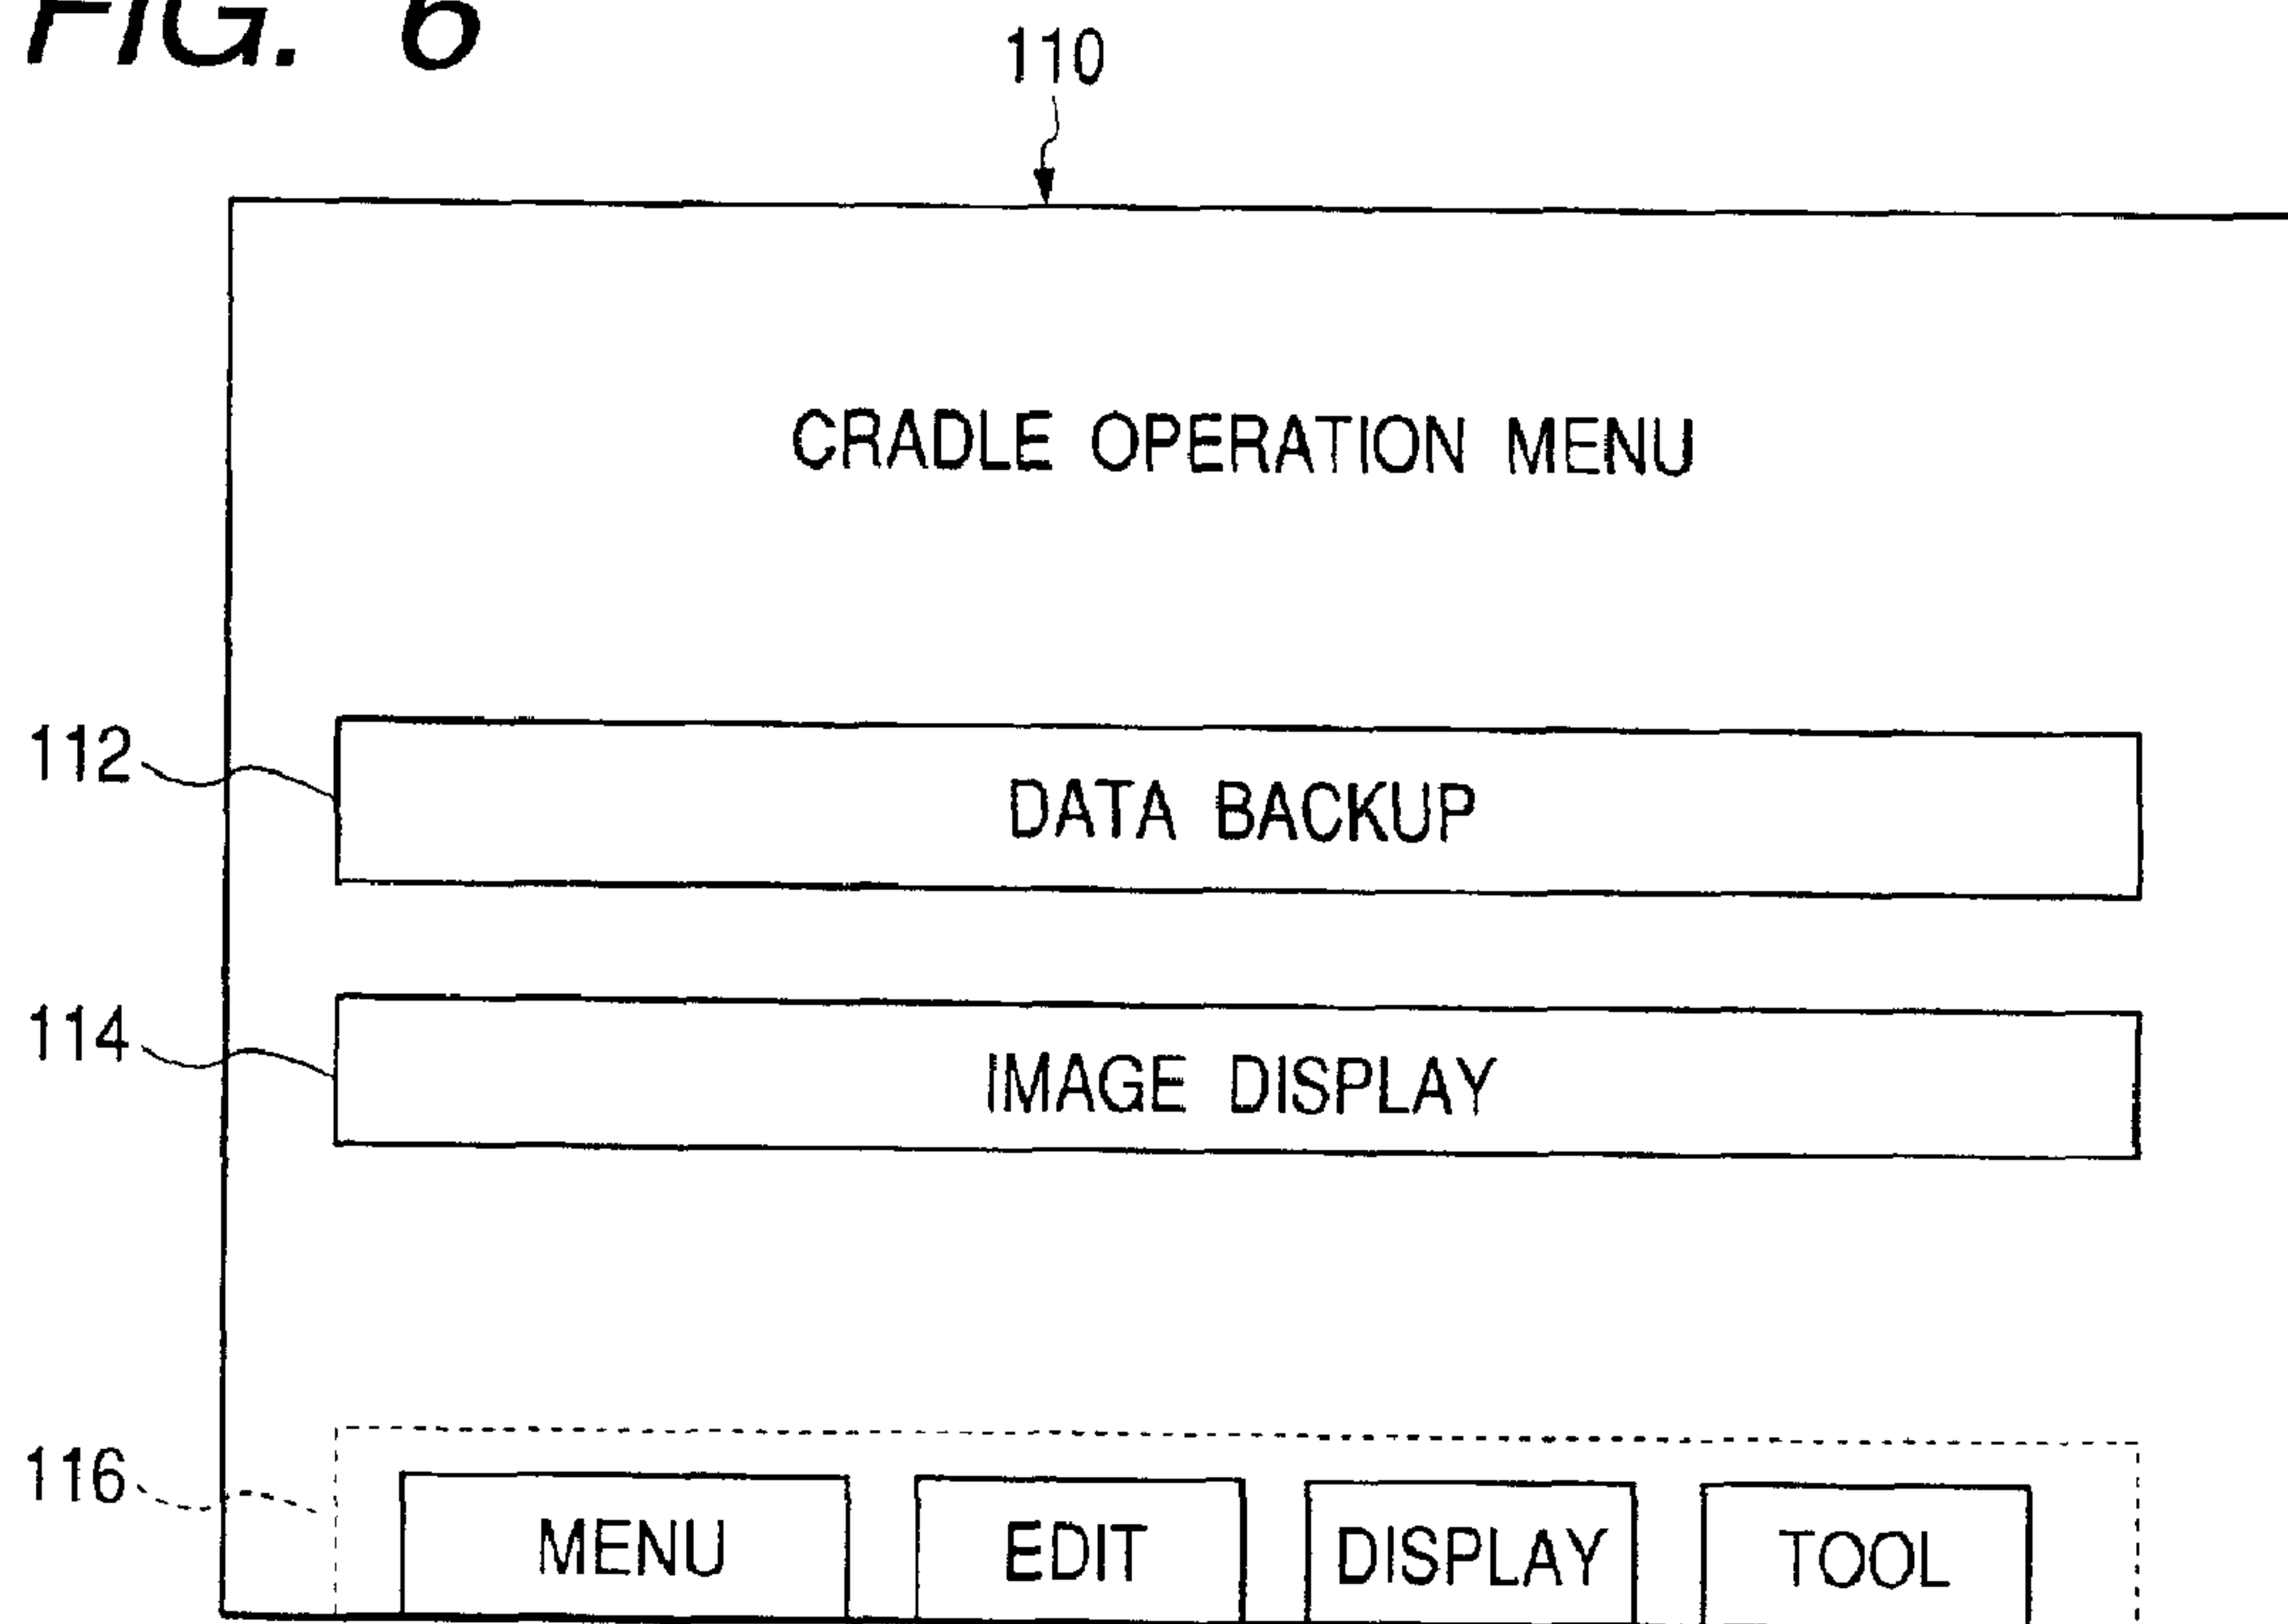 FIG. 6
110
CRADLE OPERATION MENU
112
DATA BACKUP
114
IMAGE DISPLAY
116
MENU EDIT DISPLAY TOOL